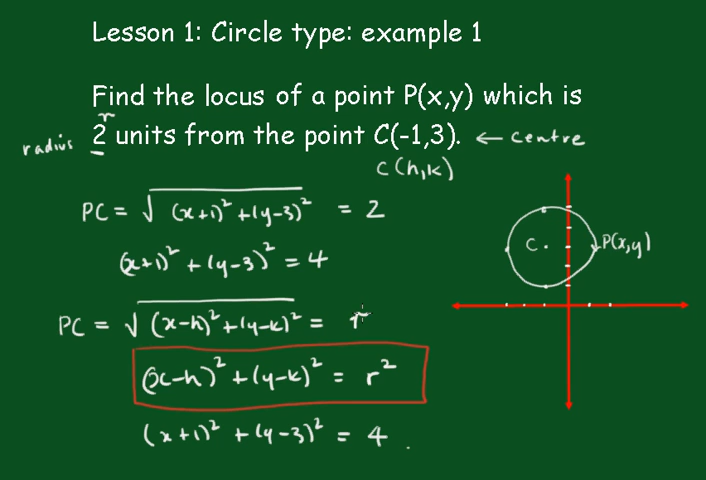 Lesson 1: Circle type: example 1
Find the locus of a point P(x,y) which is
r
radius 2 units from the point C(-1,3). ← centre
C(h,k)
PC = √(x+1)² + (y-3)² = 2
(x+1)² + (y-3)² = 4
C. P(x,y)
PC = √(x-h)² + (y-k)² = r
(x-h)² + (y-k)² = r²
(x+1)² + (y-3)² = 4.